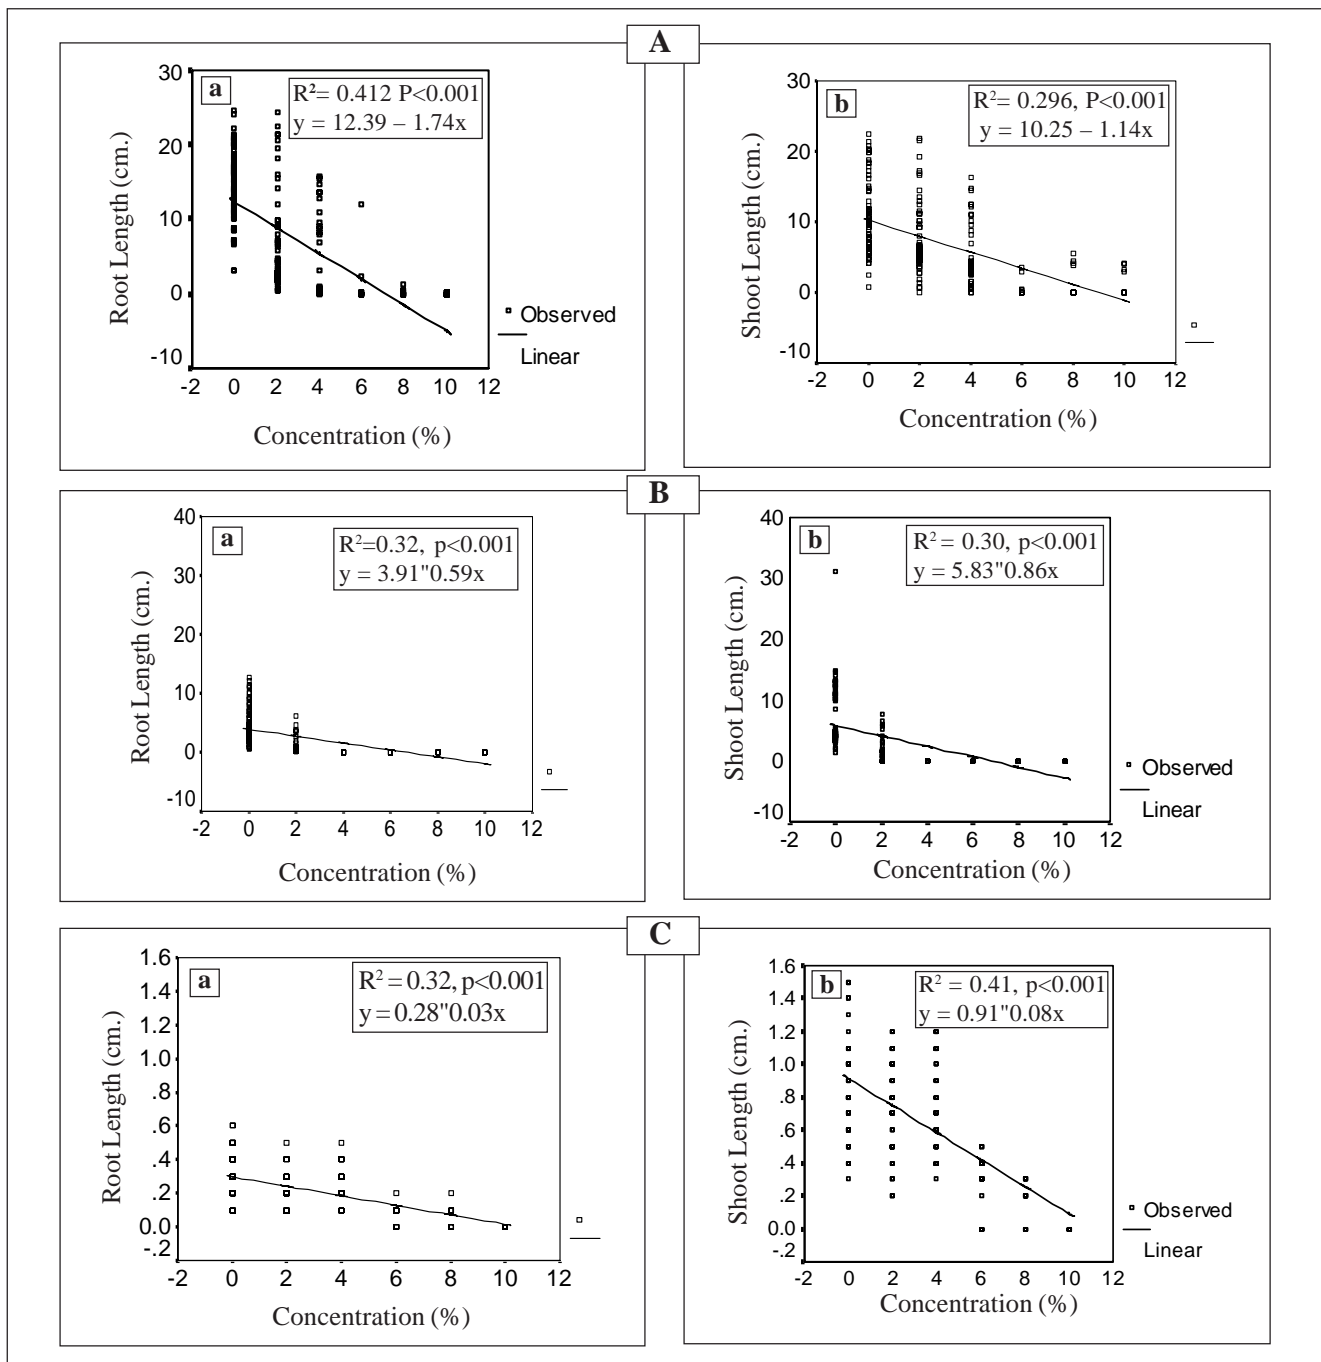 A
a
R²= 0.412 P<0.001
y = 12.39 – 1.74x
30
20
10
0
-10
Root Length (cm.)
-2 0 2 4 6 8 10 12
Concentration (%)
Observed
Linear
b
R²= 0.296, P<0.001
y = 10.25 – 1.14x
30
20
10
0
-10
Shoot Length (cm.)
-2 0 2 4 6 8 10 12
Concentration (%)
B
a
R²=0.32, p<0.001
y = 3.91"0.59x
40
30
20
10
0
-10
Root Length (cm.)
-2 0 2 4 6 8 10 12
Concentration (%)
b
R² = 0.30, p<0.001
y = 5.83"0.86x
40
30
20
10
0
-10
Shoot Length (cm.)
-2 0 2 4 6 8 10 12
Concentration (%)
Observed
Linear
C
a
R² = 0.32, p<0.001
y = 0.28"0.03x
1.6
1.4
1.2
1.0
.8
.6
.4
.2
0.0
-.2
Root Length (cm.)
-2 0 2 4 6 8 10 12
Concentration (%)
b
R² = 0.41, p<0.001
y = 0.91"0.08x
1.6
1.4
1.2
1.0
.8
.6
.4
.2
0.0
-.2
Shoot Length (cm.)
-2 0 2 4 6 8 10 12
Concentration (%)
Observed
Linear